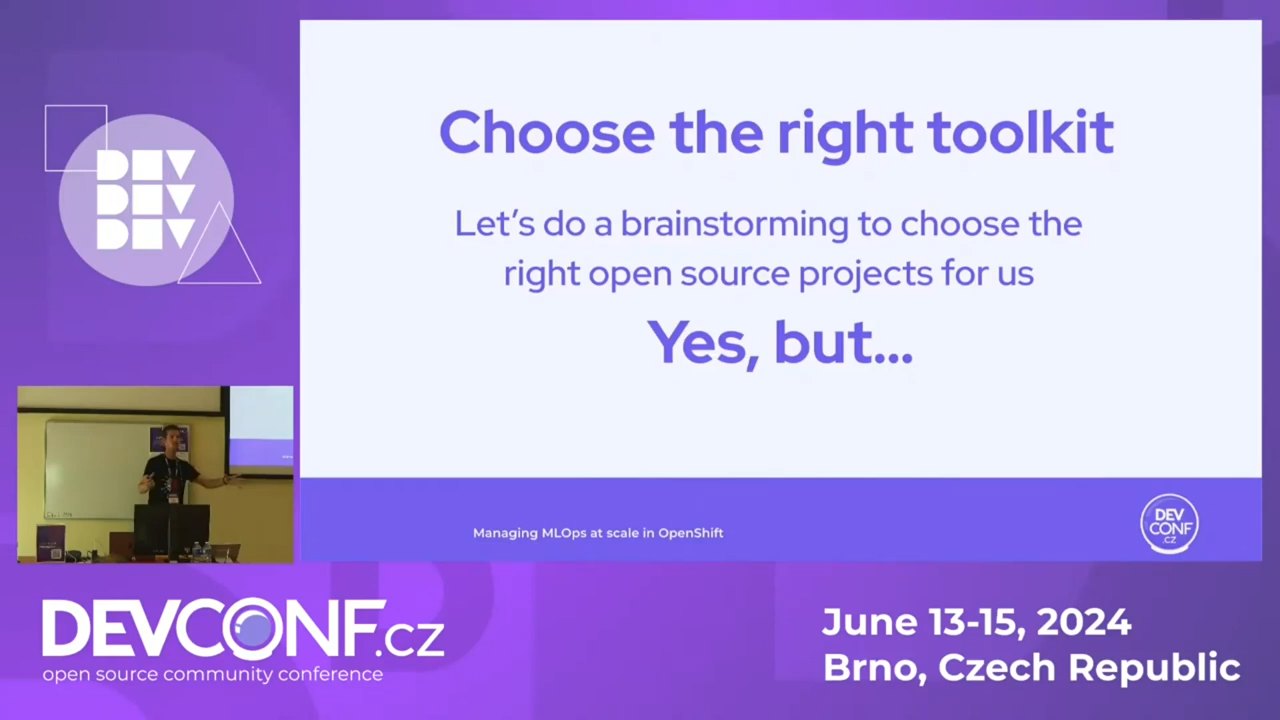 Choose the right toolkit
Let's do a brainstorming to choose the
right open source projects for us
Yes, but...
Managing MLOps at scale in OpenShift
DEV
CONF
.CZ
DEV
DEV
DEV
DEVCONF.cz
open source community conference
June 13-15, 2024
Brno, Czech Republic